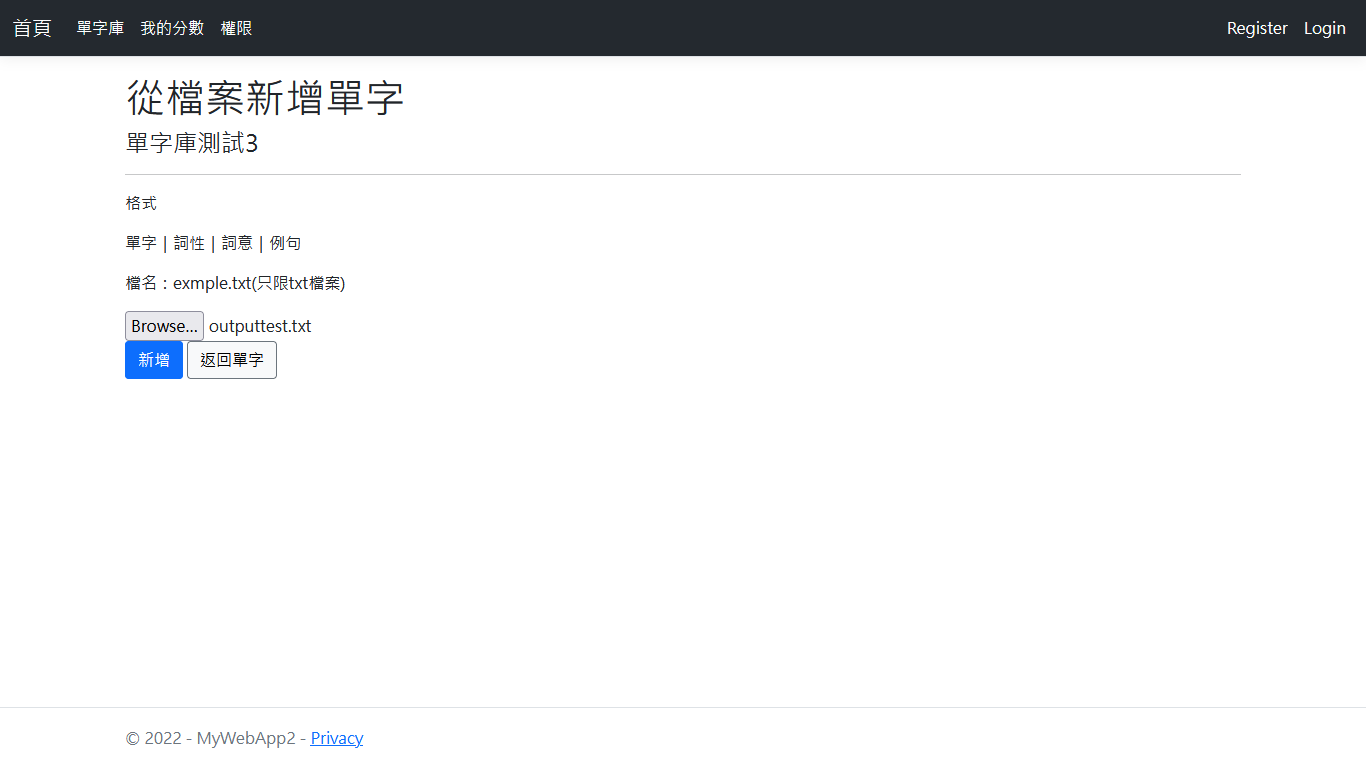 首頁 單字庫 我的分數 權限 Register Login
從檔案新增單字
單字庫測試3
格式
單字 | 詞性 | 詞意 | 例句
檔名：exmple.txt(只限txt檔案)
Browse... outputtest.txt
新增 返回單字
© 2022 - MyWebApp2 - Privacy